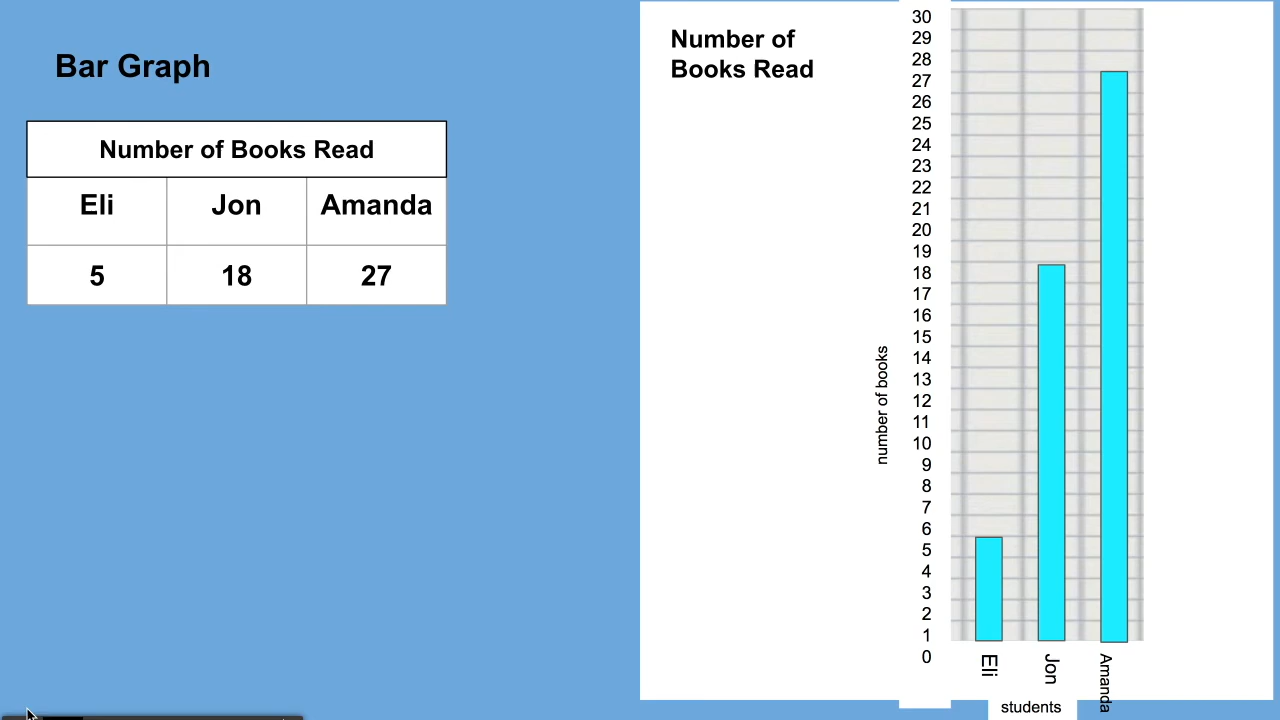 Bar Graph
Number of Books Read
Eli Jon Amanda
5 18 27
Number of
Books Read
30
29
28
27
26
25
24
23
22
21
20
19
18
17
16
15
14
13
12
11
10
9
8
7
6
5
4
3
2
1
0
number of books
Eli
Jon
Amanda
students